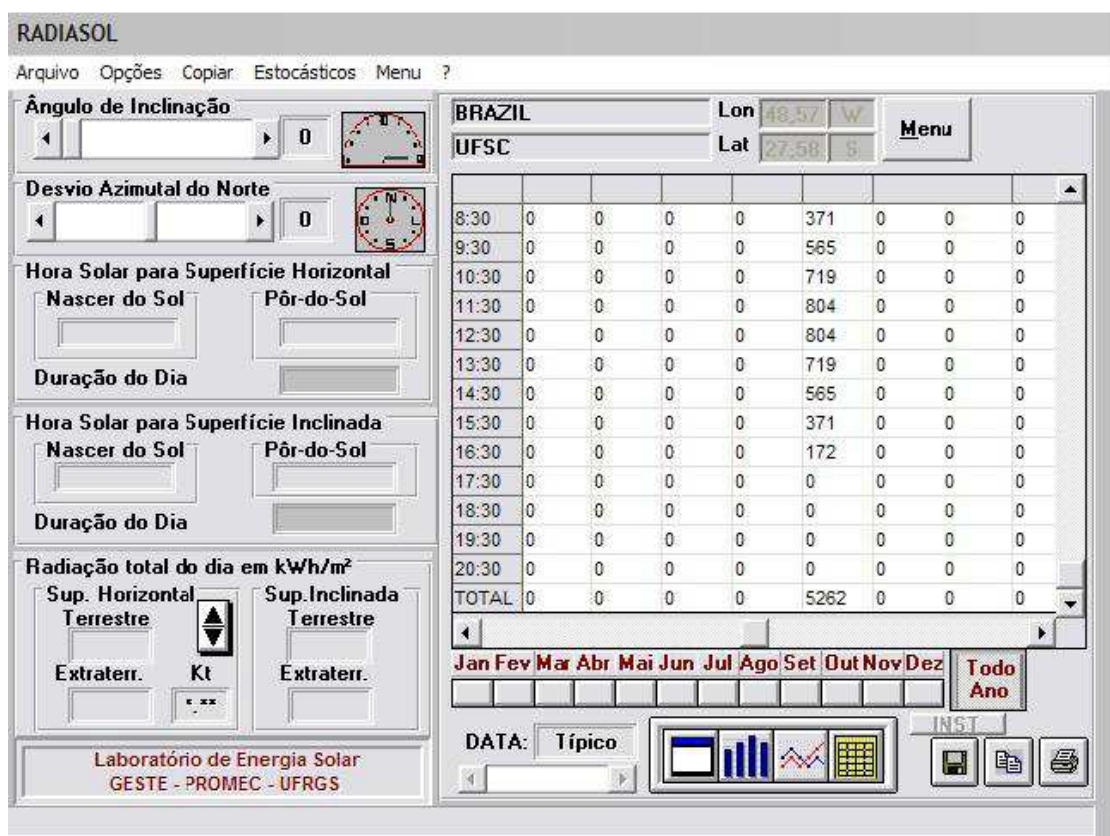 RADIASOL
Arquivo Opções Copiar Estocásticos Menu ?
Ângulo de Inclinação
0
Desvio Azimutal do Norte
0
N
L
S
Hora Solar para Superfície Horizontal
Nascer do Sol Pôr-do-Sol
Duração do Dia
Hora Solar para Superfície Inclinada
Nascer do Sol Pôr-do-Sol
Duração do Dia
Radiação total do dia em kWh/m²
Sup. Horizontal Sup.Inclinada
Terrestre Terrestre
Extraterr. Kt Extraterr.
*.**
Laboratório de Energia Solar
GESTE - PROMEC - UFRGS
BRAZIL Lon 48,57 W
UFSC Lat 27,58 S
Menu
8:30 0 0 0 0 371 0 0 0
9:30 0 0 0 0 565 0 0 0
10:30 0 0 0 0 719 0 0 0
11:30 0 0 0 0 804 0 0 0
12:30 0 0 0 0 804 0 0 0
13:30 0 0 0 0 719 0 0 0
14:30 0 0 0 0 565 0 0 0
15:30 0 0 0 0 371 0 0 0
16:30 0 0 0 0 172 0 0 0
17:30 0 0 0 0 0 0 0 0
18:30 0 0 0 0 0 0 0 0
19:30 0 0 0 0 0 0 0 0
20:30 0 0 0 0 0 0 0 0
TOTAL 0 0 0 0 5262 0 0 0
Jan Fev Mar Abr Mai Jun Jul Ago Set Out Nov Dez
Todo
Ano
INST
DATA: Típico